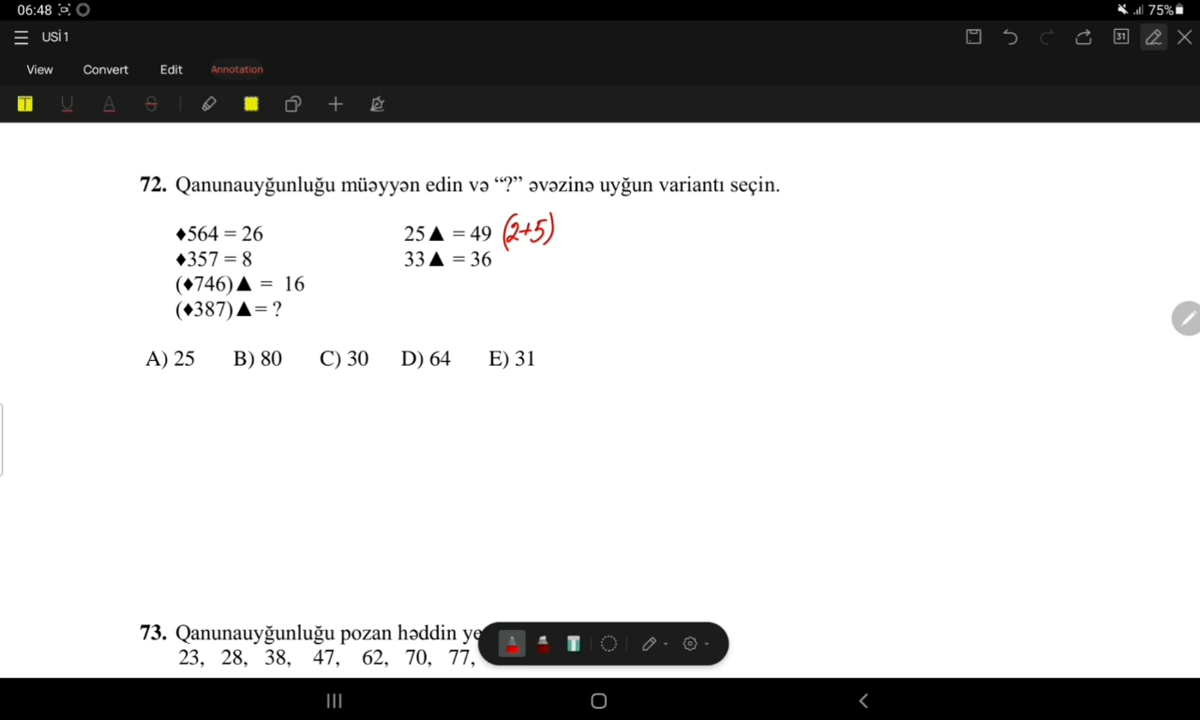 06:48 75%
USİ 1
31
View Convert Edit Annotation
T U A S
72. Qanunauyğunluğu müəyyən edin və “?” əvəzinə uyğun variantı seçin.
♦564 = 26 25▲ = 49 (2+5)
♦357 = 8 33▲ = 36
(♦746)▲ = 16
(♦387)▲= ?
A) 25 B) 80 C) 30 D) 64 E) 31
73. Qanunauyğunluğu pozan həddin
23, 28, 38, 47, 62, 70, 77,